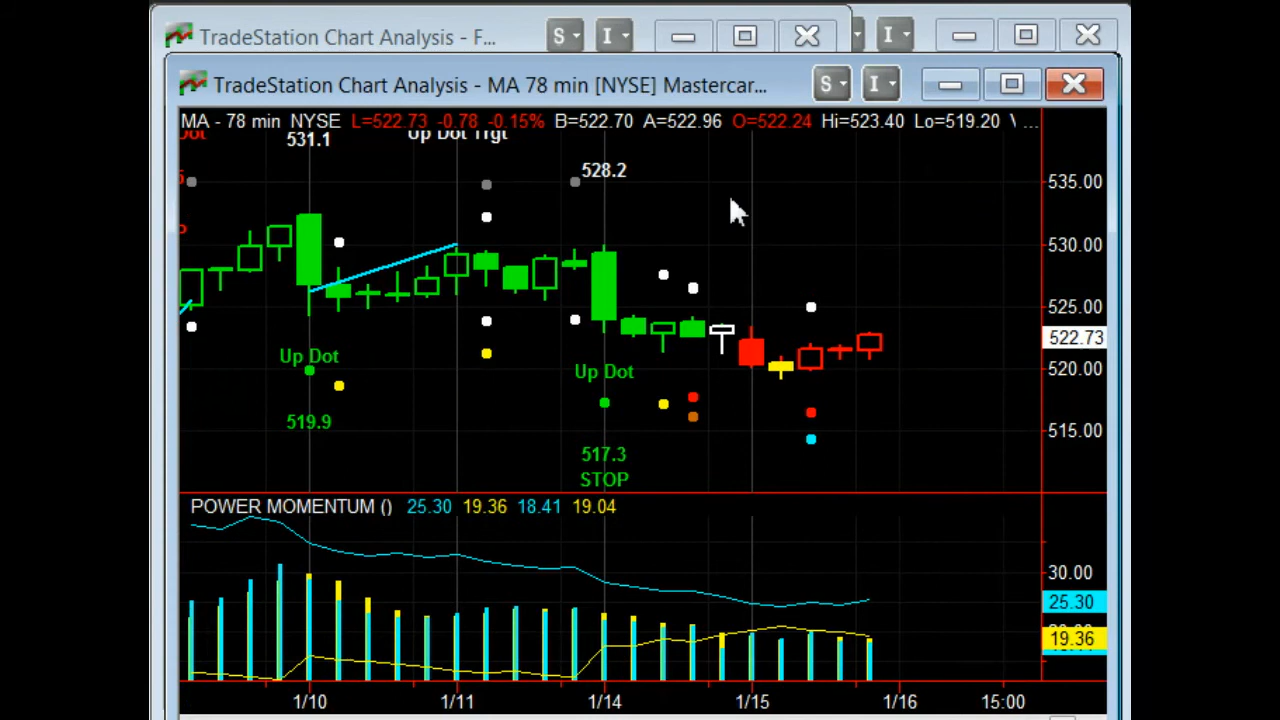 TradeStation Chart Analysis - F...
S
I
I
TradeStation Chart Analysis - MA 78 min [NYSE] Mastercar...
S
I
MA - 78 min NYSE L=522.73 -0.78 -0.15% B=522.70 A=522.96 O=522.24 Hi=523.40 Lo=519.20 V ...
531.1
Up Dot Trgt
528.2
535.00
530.00
525.00
522.73
520.00
515.00
Up Dot
519.9
Up Dot
517.3
STOP
POWER MOMENTUM () 25.30 19.36 18.41 19.04
30.00
25.30
19.36
1/10 1/11 1/14 1/15 1/16 15:00